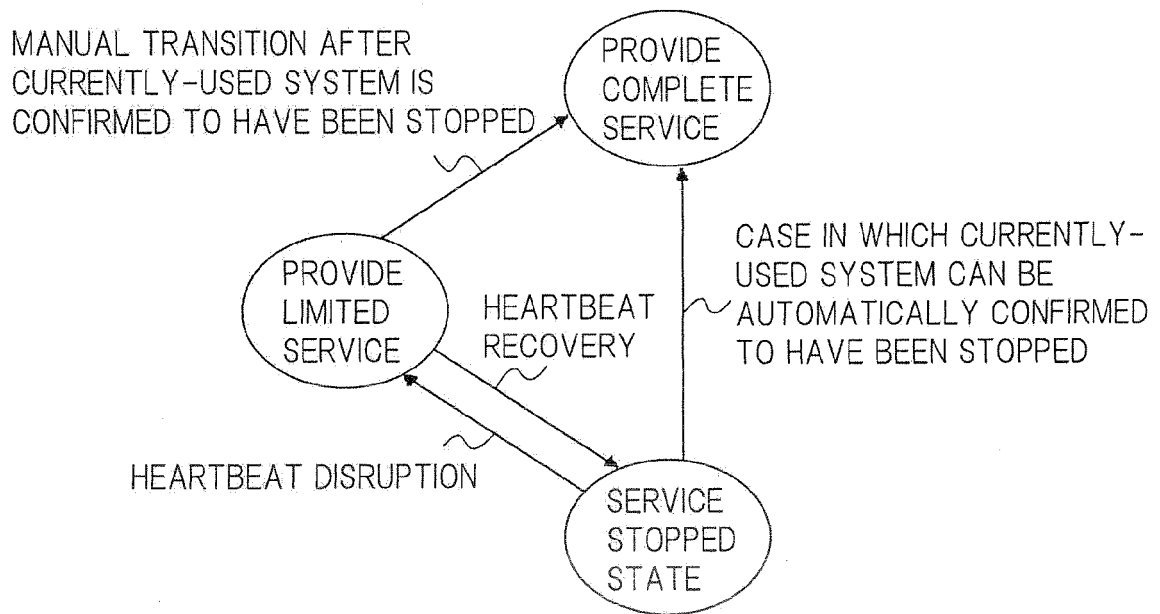 MANUAL TRANSITION AFTER
CURRENTLY-USED SYSTEM IS
CONFIRMED TO HAVE BEEN STOPPED
PROVIDE
COMPLETE
SERVICE
PROVIDE
LIMITED
SERVICE
HEARTBEAT
RECOVERY
CASE IN WHICH CURRENTLY-
USED SYSTEM CAN BE
AUTOMATICALLY CONFIRMED
TO HAVE BEEN STOPPED
HEARTBEAT DISRUPTION
SERVICE
STOPPED
STATE